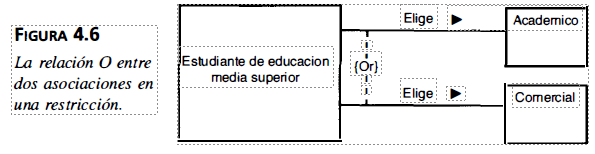 FIGURA 4.6
La relación O entre
dos asociaciones en
una restricción.
Estudiante de educacion
media superior
Elige
Academico
{Or}
Elige
Comercial